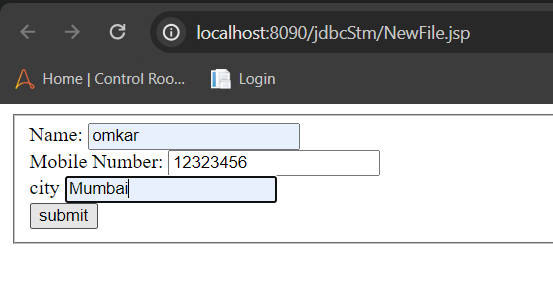 localhost:8090/jdbcStm/NewFile.jsp
Home | Control Roo... Login
Name: omkar
Mobile Number: 12323456
city Mumbai
submit